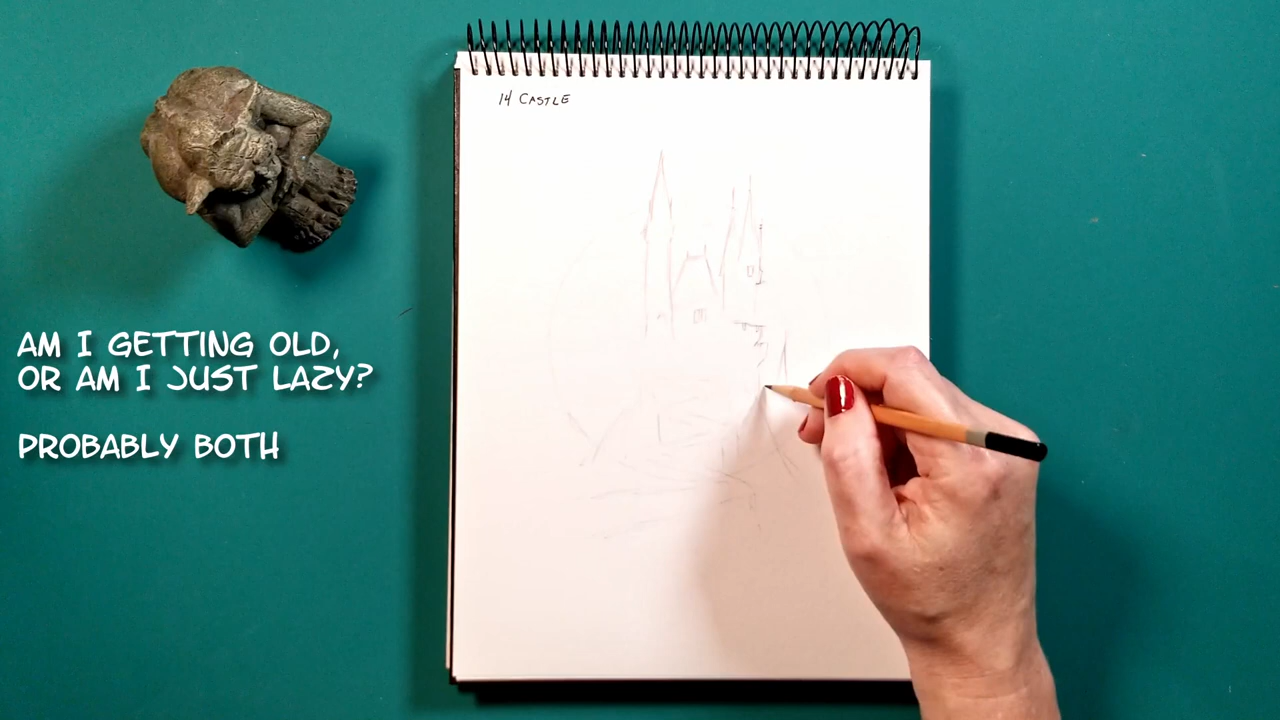 14 CASTLE
AM I GETTING OLD,
OR AM I JUST LAZY?
PROBABLY BOTH